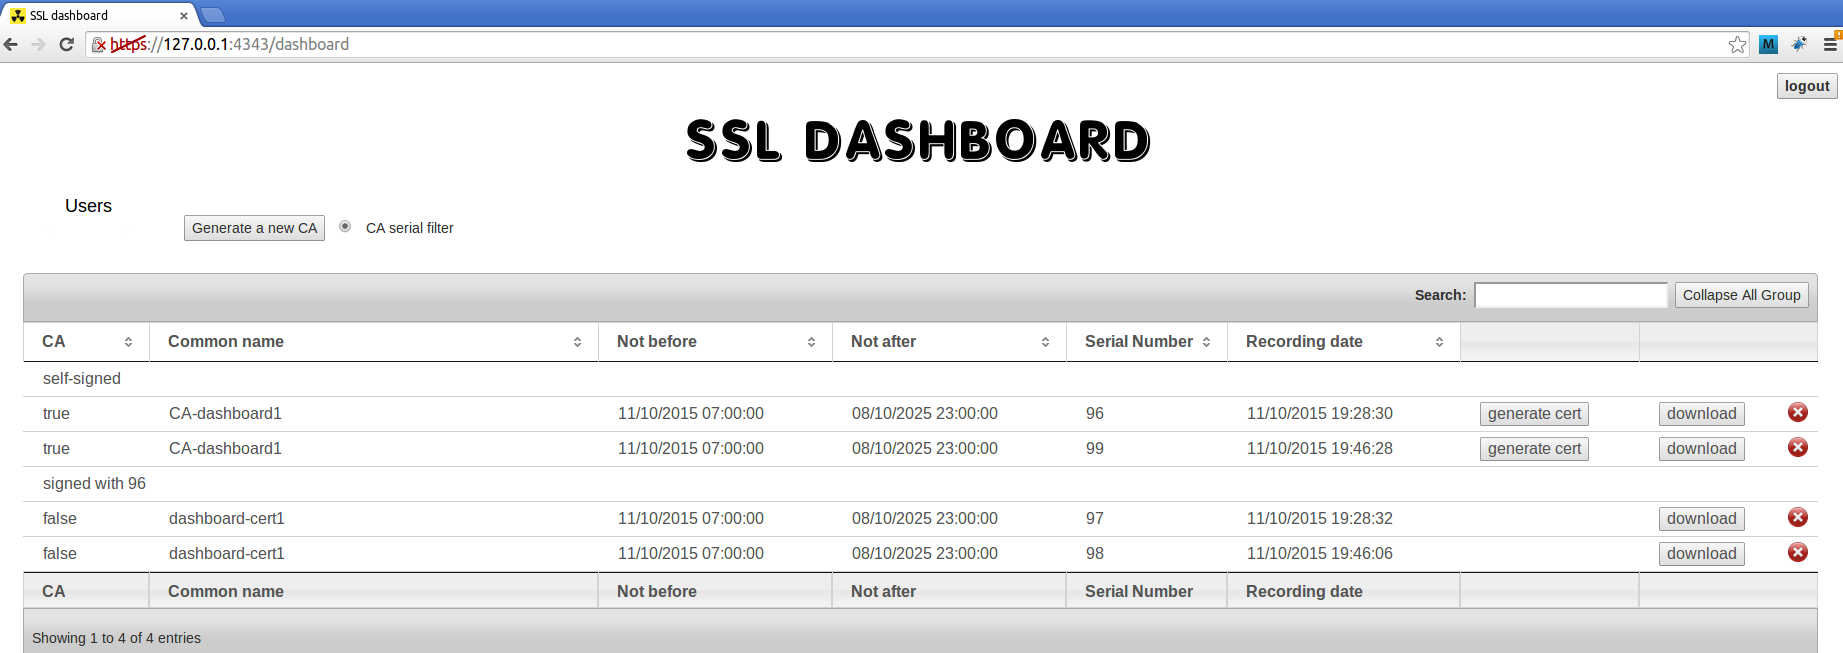 SSL dashboard
https://127.0.0.1:4343/dashboard
M
logout
SSL DASHBOARD
Users
Generate a new CA CA serial filter
Search: Collapse All Group
CA Common name Not before Not after Serial Number Recording date
self-signed
true CA-dashboard1 11/10/2015 07:00:00 08/10/2025 23:00:00 96 11/10/2015 19:28:30 generate cert download
true CA-dashboard1 11/10/2015 07:00:00 08/10/2025 23:00:00 99 11/10/2015 19:46:28 generate cert download
signed with 96
false dashboard-cert1 11/10/2015 07:00:00 08/10/2025 23:00:00 97 11/10/2015 19:28:32 download
false dashboard-cert1 11/10/2015 07:00:00 08/10/2025 23:00:00 98 11/10/2015 19:46:06 download
CA Common name Not before Not after Serial Number Recording date
Showing 1 to 4 of 4 entries